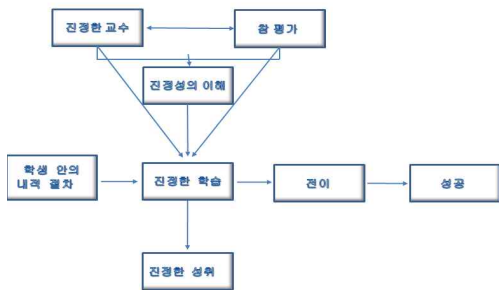 진정한 교수
참 평가
진정성의 이해
학생 안의
내적 결차
진정한 학습
전이
성공
진정한 성취